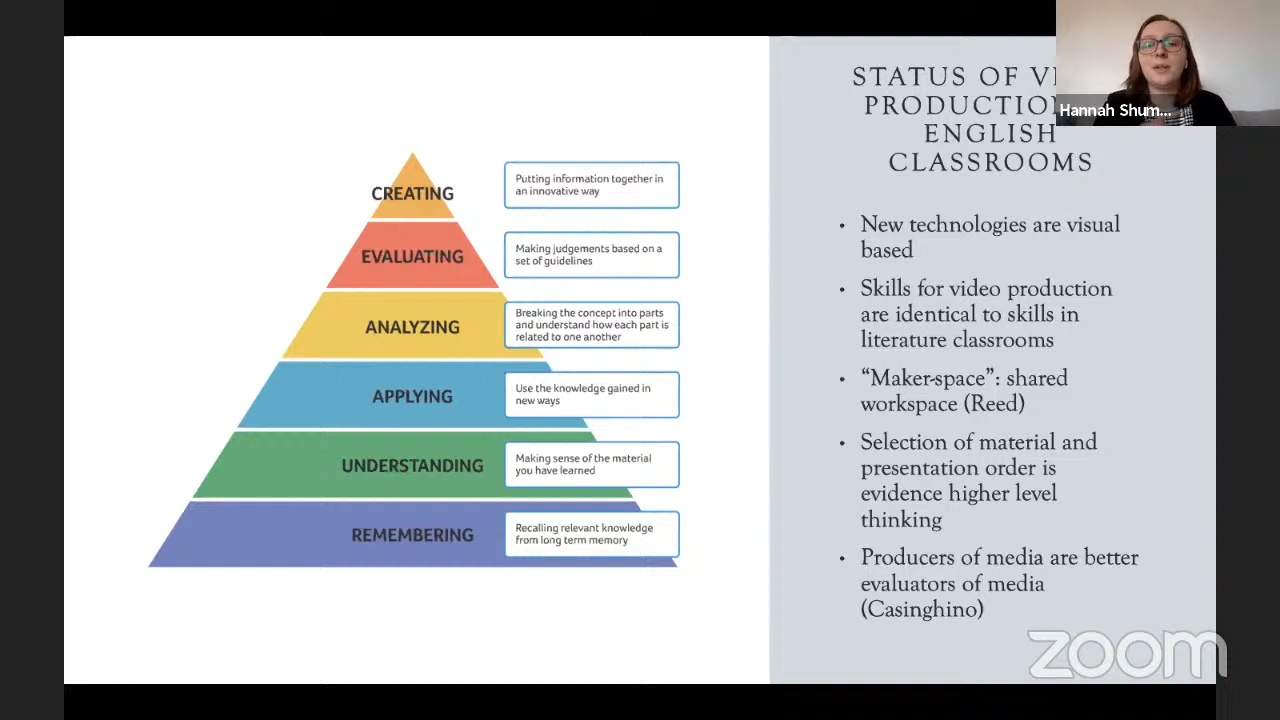 STATUS OF
PRODUCTION
ENGLISH
CLASSROOMS
Hannah Shum...
CREATING
Putting information together in
an innovative way
EVALUATING
Making judgements based on a
set of guidelines
ANALYZING
Breaking the concept into parts
and understand how each part is
related to one another
APPLYING
Use the knowledge gained in
new ways
UNDERSTANDING
Making sense of the material
you have learned
REMEMBERING
Recalling relevant knowledge
from long term memory
• New technologies are visual
based
• Skills for video production
are identical to skills in
literature classrooms
• “Maker-space”: shared
workspace (Reed)
• Selection of material and
presentation order is
evidence higher level
thinking
• Producers of media are better
evaluators of media
(Casinghino)
zoom